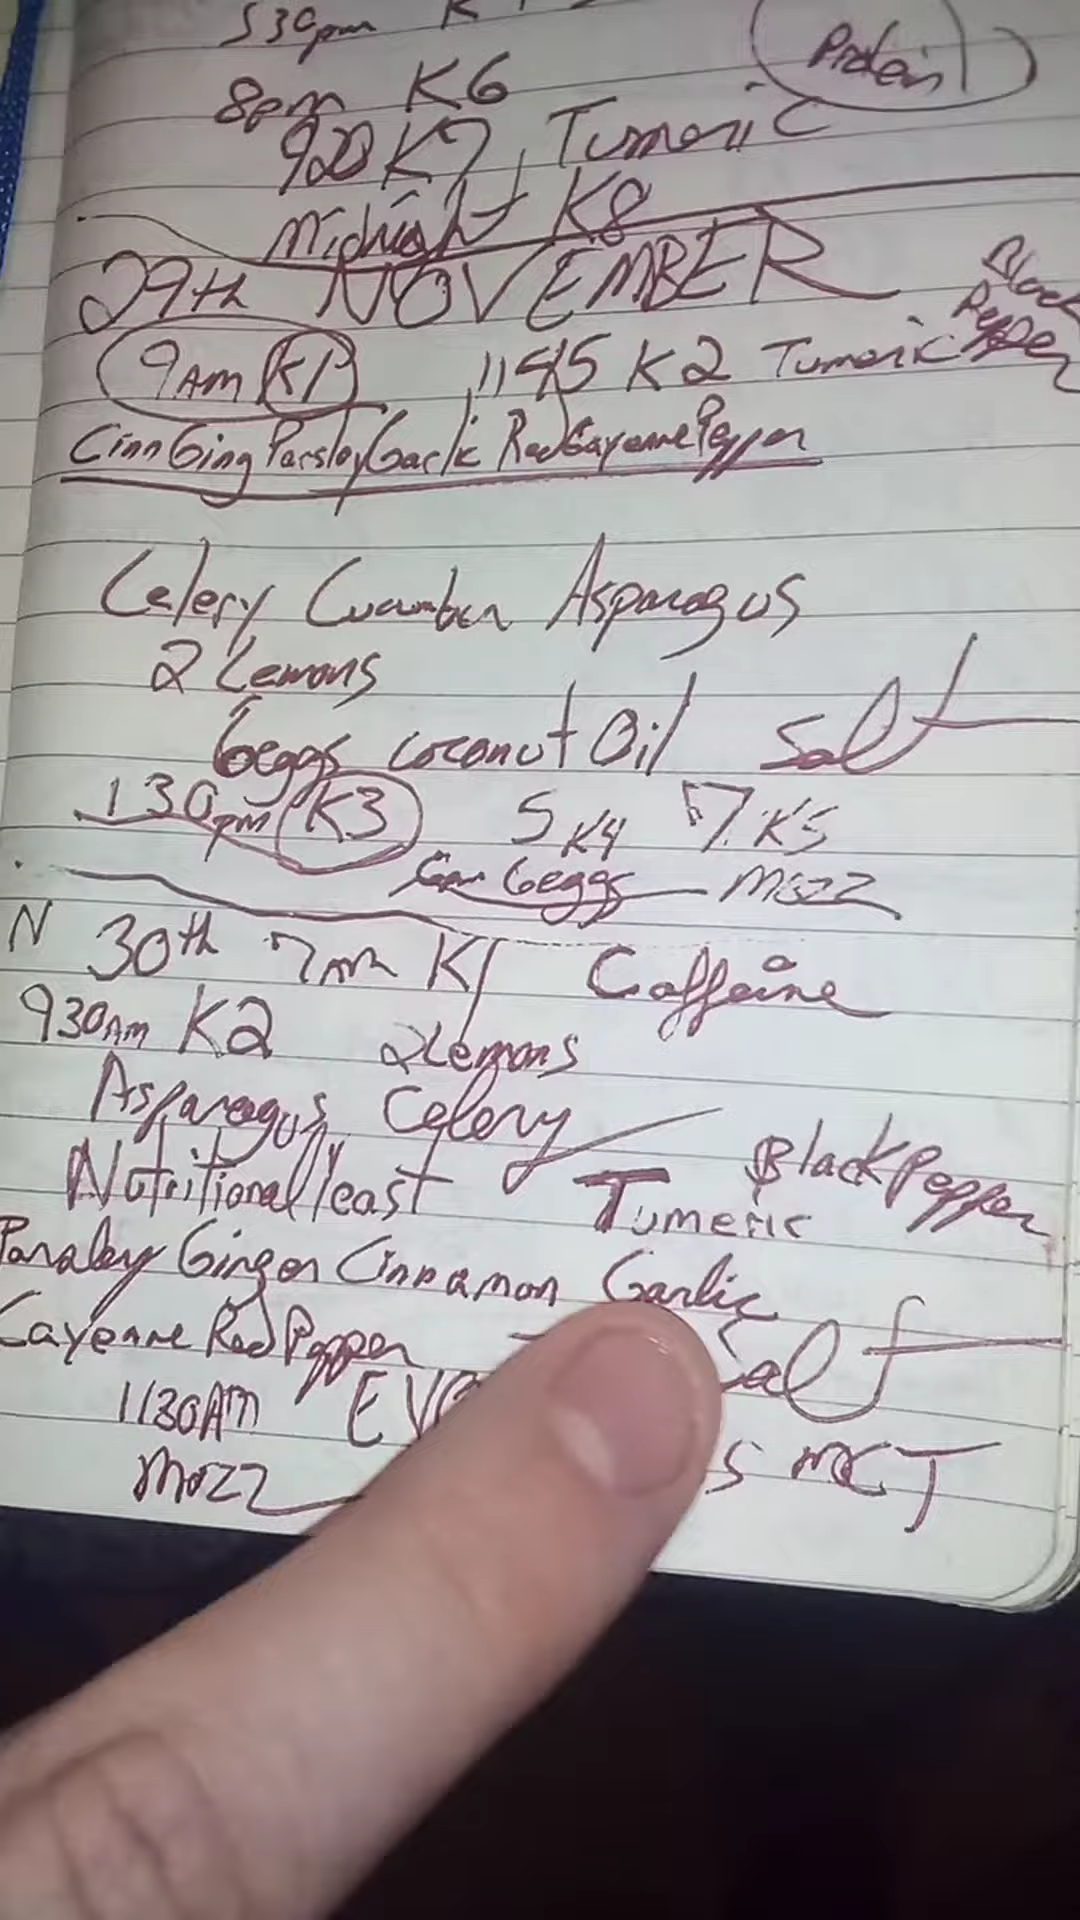 530pm K
Protein
8pm K6
920 K7 Tumeric
Midnight K8
29th NOVEMBER
9AM K1 1145 K2 Tumeric Black Pepper
Cinn Ging Parsley Garlic Red Cayenne Pepper
Celery Cucumber Asparagus
2 Lemons
6eggs coconut Oil Salt
130pm K3 5 K4 7 K5
6eggs Mozz
N 30th 7AM K1 Caffeine
930AM K2 2Lemons
Asparagus Celery
Nutritional Yeast Tumeric Black Pepper
Parsley Ginger Cinnamon Garlic
Cayenne Red Pepper Salt
1130AM MCT
Mozz